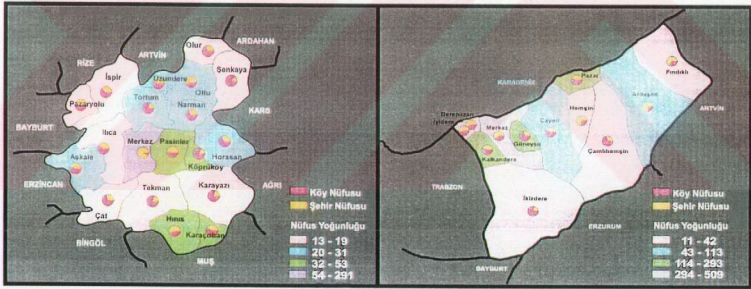 ARDAHAN
Olur
ARTVİN
RİZE
Şenkaya
İspir
Uzundere
Oltu
Pazaryolu
Tortum
Narman
KARS
BAYBURT
Ilıca
Merkez
Pasinler
Horasan
Aşkale
Köprüköy
ERZİNCAN
Tekman
Karayazı
AĞRI
Çat
Hınıs
Karaçoban
BİNGÖL
MUŞ
Köy Nüfusu
Şehir Nüfusu
Nüfus Yoğunluğu
13 - 19
20 - 31
32 - 53
54 - 291
Fındıklı
KARADENİZ
Pazar
Ardeşen
ARTVİN
Derepazarı
İyidere
Merkez
Çayeli
Hemşin
Güneysu
Kalkandere
Çamlıhemşin
TRABZON
İkizdere
ERZURUM
BAYBURT
Köy Nüfusu
Şehir Nüfusu
Nüfus Yoğunluğu
11 - 42
43 - 113
114 - 293
294 - 509